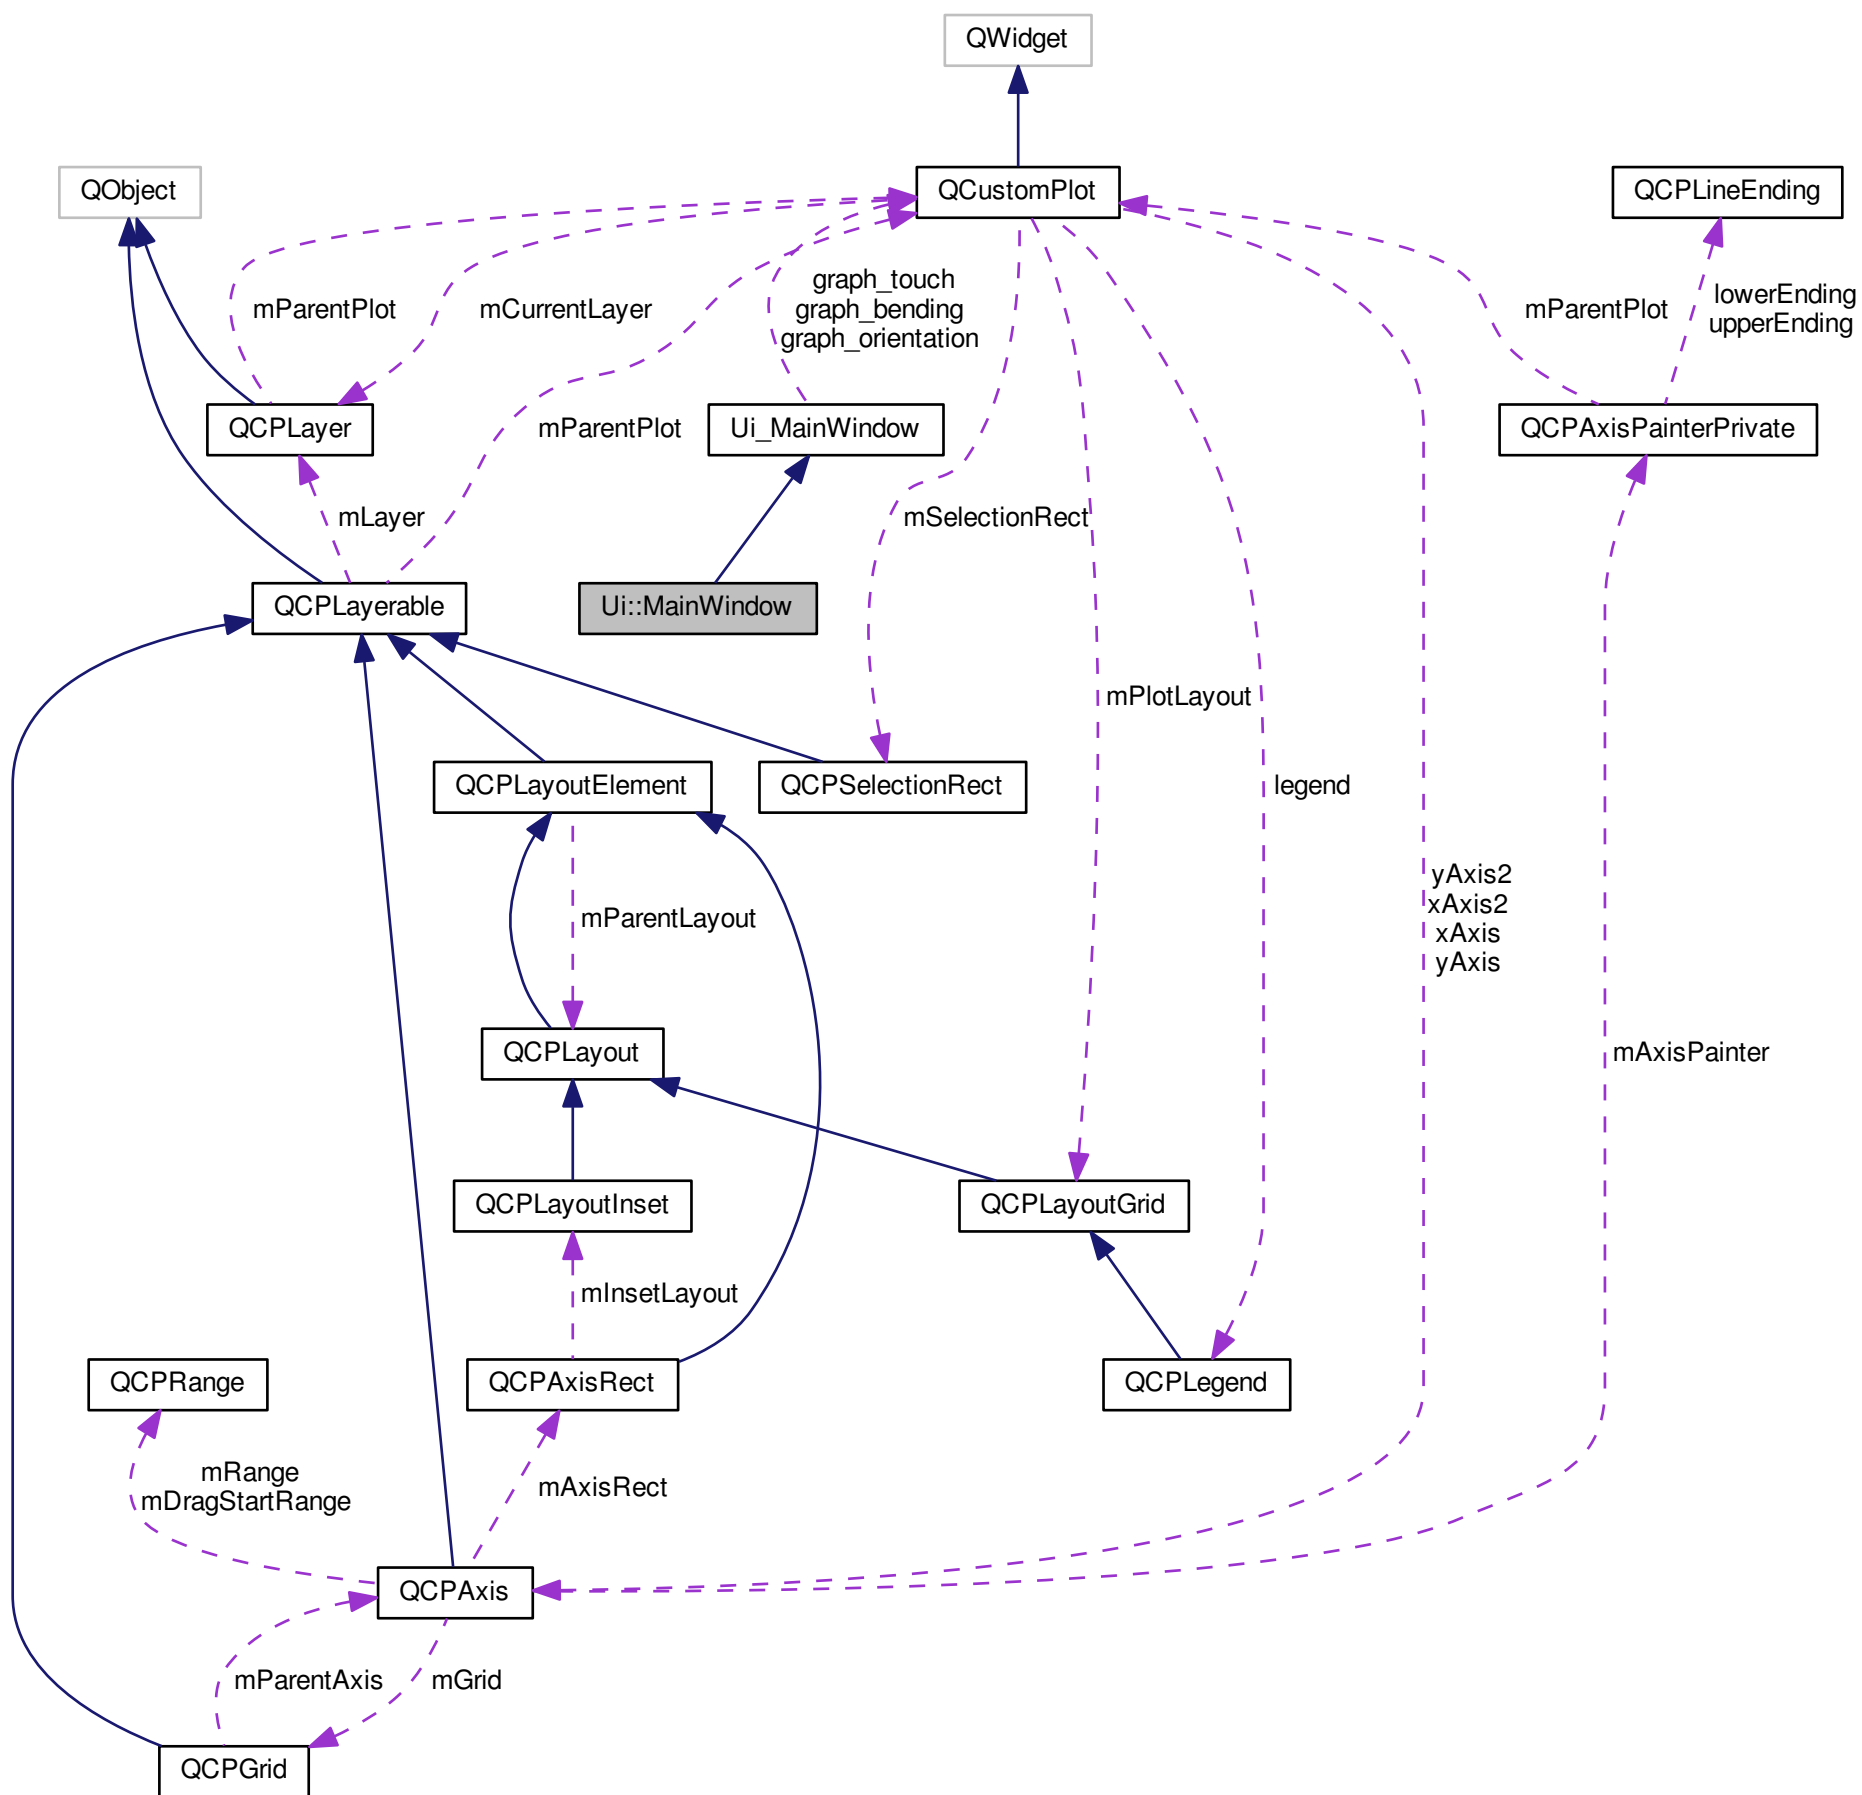 QWidget
QObject
QCustomPlot
QCPLineEnding
mParentPlot
mCurrentLayer
graph_touch
graph_bending
graph_orientation
mParentPlot
lowerEnding
upperEnding
QCPLayer
mParentPlot
Ui_MainWindow
QCPAxisPainterPrivate
mLayer
mSelectionRect
QCPLayerable
Ui::MainWindow
mPlotLayout
QCPLayoutElement
QCPSelectionRect
legend
mParentLayout
yAxis2
xAxis2
xAxis
yAxis
QCPLayout
mAxisPainter
QCPLayoutInset
QCPLayoutGrid
mInsetLayout
QCPRange
QCPAxisRect
QCPLegend
mRange
mDragStartRange
mAxisRect
QCPAxis
mParentAxis
mGrid
QCPGrid